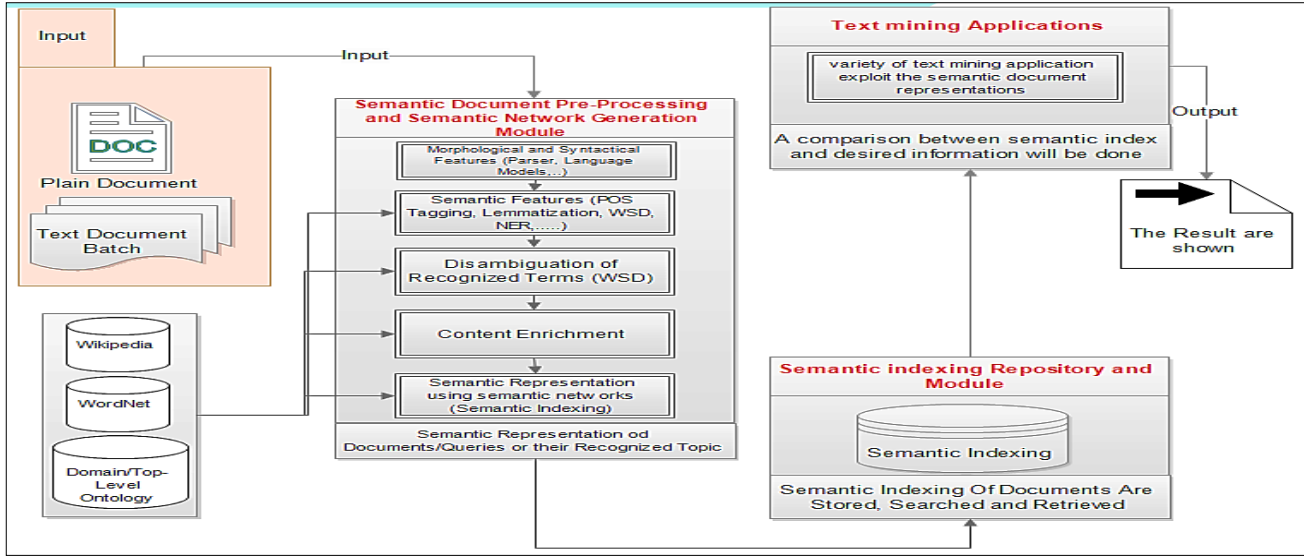 Input
DOC
Plain Document
Text Document
Batch
Wikipedia
WordNet
Domain/Top-
Level
Ontology
Input
Semantic Document Pre-Processing
and Semantic Network Generation
Module
Morphological and Syntactical
Features (Parser, Language
Models,..)
Semantic Features (POS
Tagging, Lemmatization, WSD,
NER,.....)
Disambiguation of
Recognized Terms (WSD)
Content Enrichment
Semantic Representation
using semantic networks
(Semantic Indexing)
Semantic Representation od
Documents/Queries or their Recognized Topic
Text mining Applications
variety of text mining application
exploit the semantic document
representations
A comparison between semantic index
and desired information will be done
Output
The Result are
shown
Semantic indexing Repository and
Module
Semantic Indexing
Semantic Indexing Of Documents Are
Stored, Searched and Retrieved